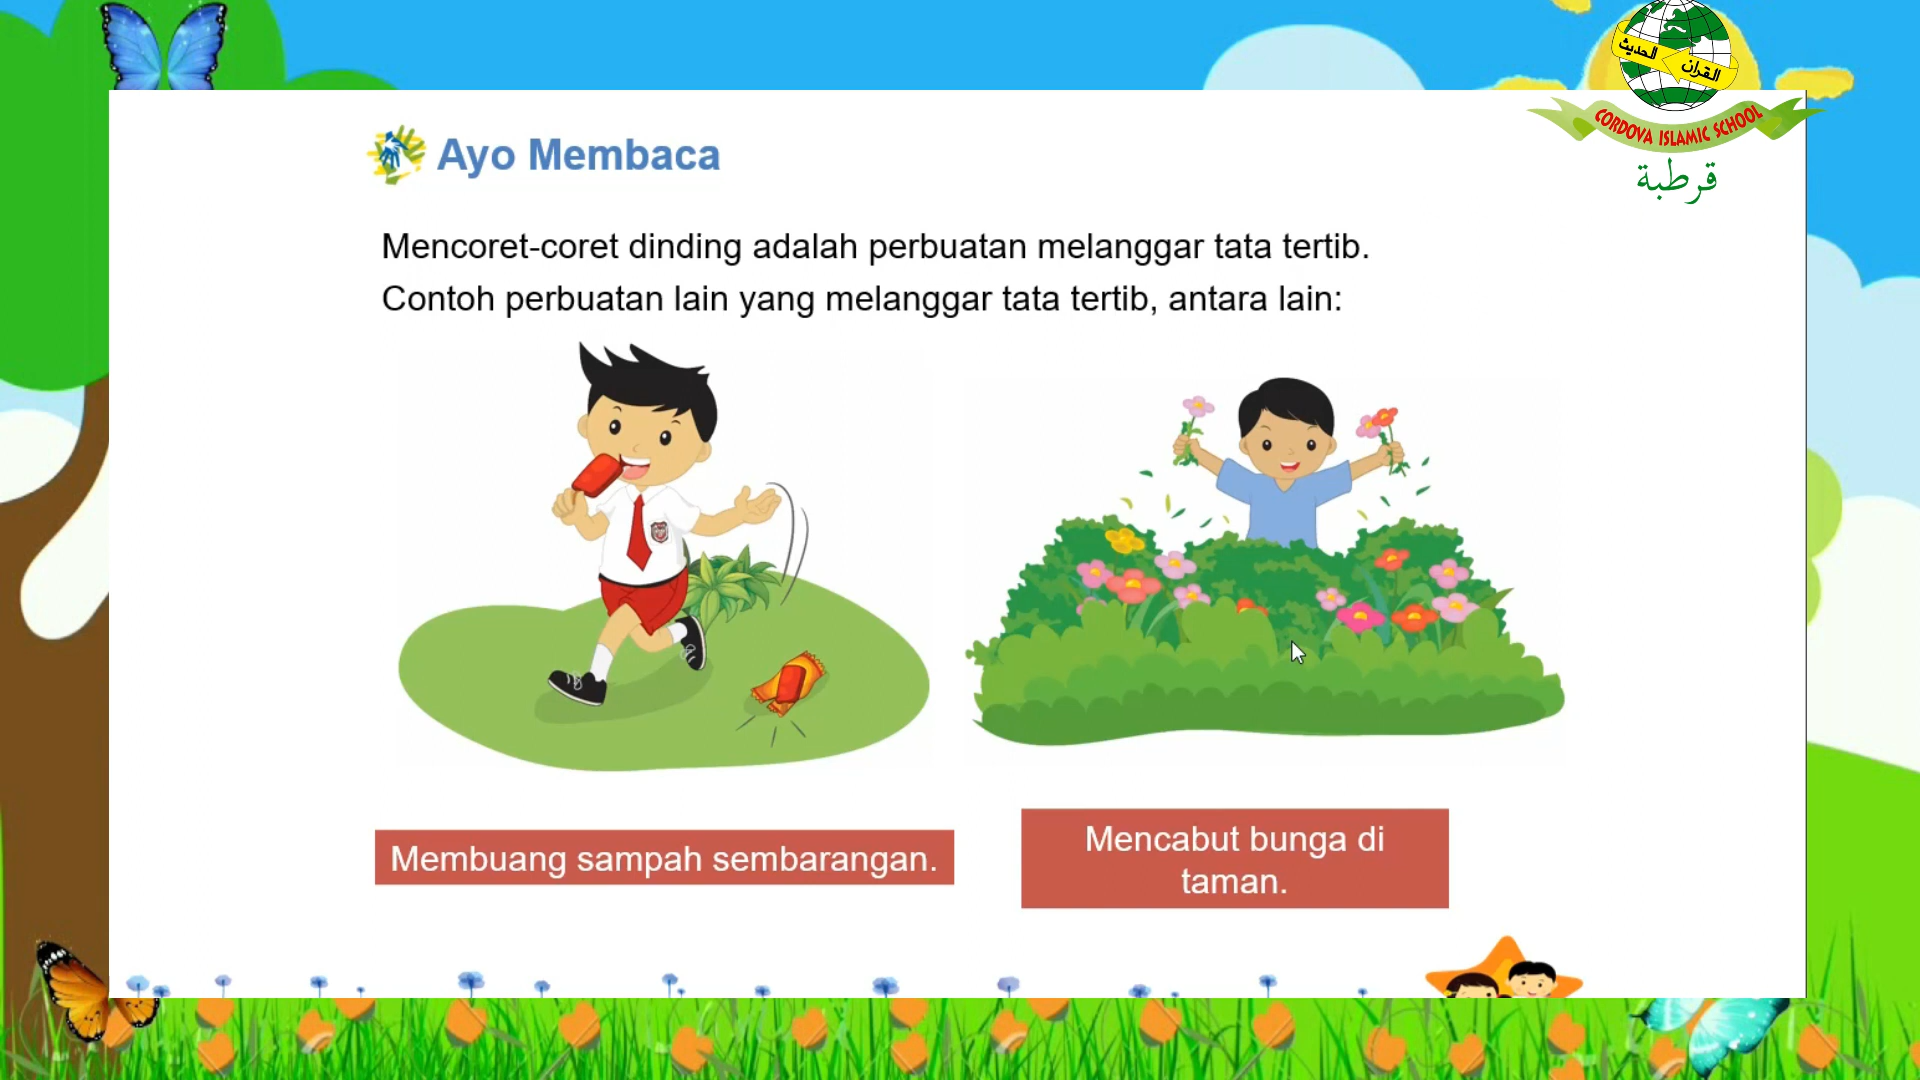 الحديث
القرآن
CORDOVA ISLAMIC SCHOOL
قرطبة
Ayo Membaca
Mencoret-coret dinding adalah perbuatan melanggar tata tertib.
Contoh perbuatan lain yang melanggar tata tertib, antara lain:
Membuang sampah sembarangan.
Mencabut bunga di
taman.